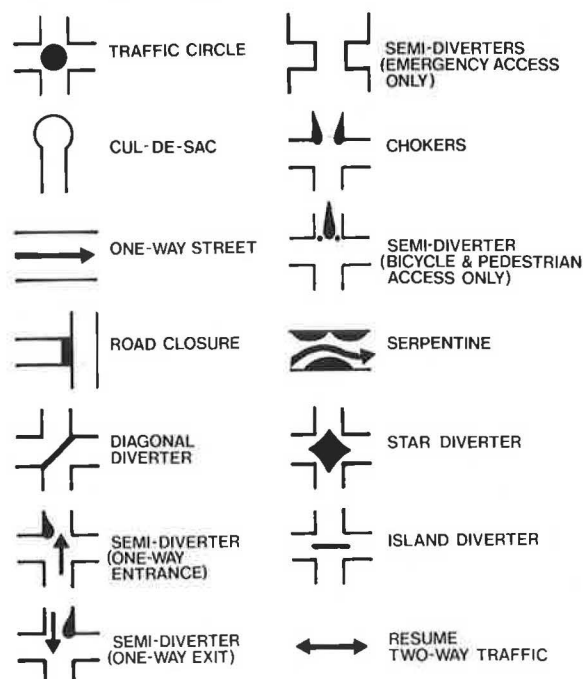 TRAFFIC CIRCLE
CUL-DE-SAC
ONE-WAY STREET
ROAD CLOSURE
DIAGONAL
DIVERTER
SEMI-DIVERTER
(ONE-WAY
ENTRANCE)
SEMI-DIVERTER
(ONE-WAY EXIT)
SEMI-DIVERTERS
(EMERGENCY ACCESS
ONLY)
CHOKERS
SEMI-DIVERTER
(BICYCLE & PEDESTRIAN
ACCESS ONLY)
SERPENTINE
STAR DIVERTER
ISLAND DIVERTER
RESUME
TWO-WAY TRAFFIC